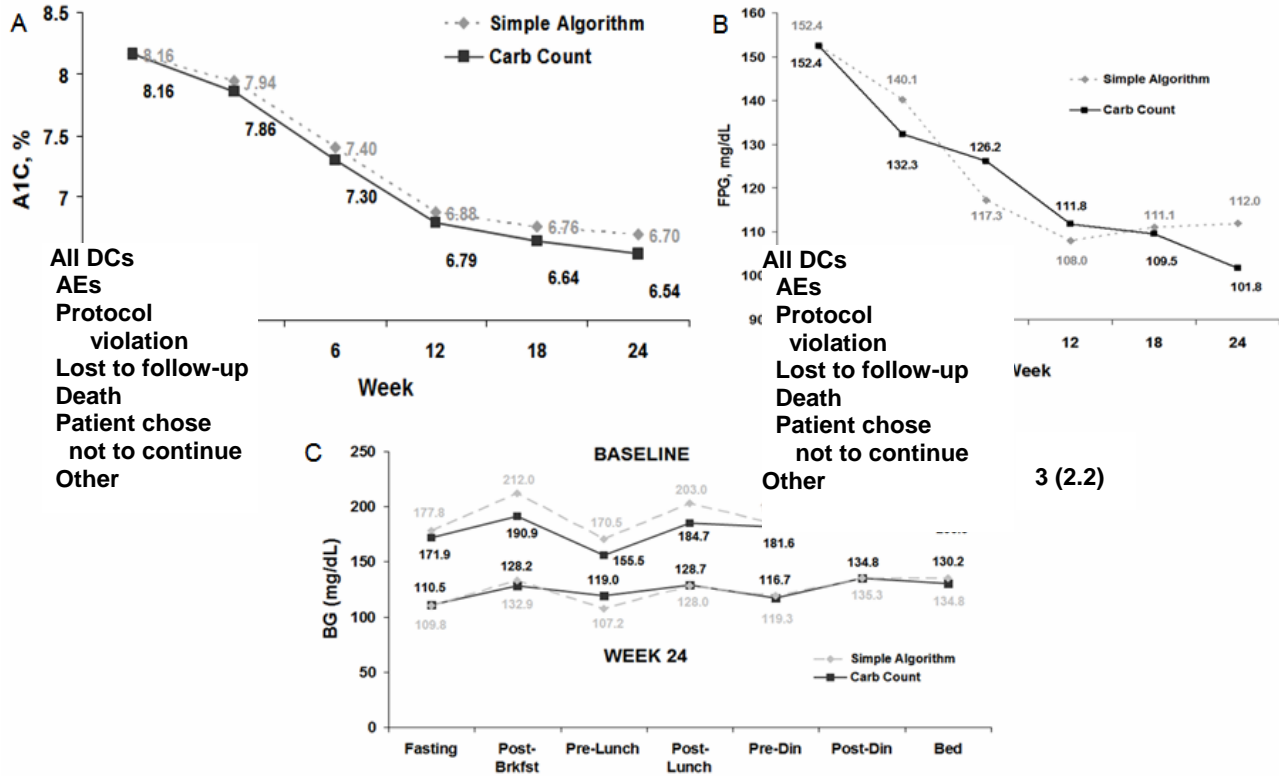 A
Simple Algorithm
Carb Count
8.5
8
7.5
7
A1C, %
8.16
7.94
7.40
6.88
6.76
6.70
8.16
7.86
7.30
6.79
6.64
6.54
6
12
18
24
Week
All DCs
AEs
Protocol
violation
Lost to follow-up
Death
Patient chose
not to continue
Other
B
Simple Algorithm
Carb Count
160
150
140
130
120
110
FPG, mg/dL
152.4
140.1
117.3
108.0
111.1
112.0
152.4
132.3
126.2
111.8
109.5
101.8
12
18
24
All DCs
AEs
Protocol
violation
Lost to follow-up
Death
Patient chose
not to continue
Other
3 (2.2)
C
BASELINE
250
200
150
100
50
0
BG (mg/dL)
177.8
212.0
170.5
203.0
171.9
190.9
155.5
184.7
181.6
110.5
128.2
119.0
128.7
116.7
134.8
130.2
109.8
132.9
107.2
128.0
119.3
135.3
134.8
WEEK 24
Simple Algorithm
Carb Count
Fasting
Post-
Brkfst
Pre-Lunch
Post-
Lunch
Pre-Din
Post-Din
Bed